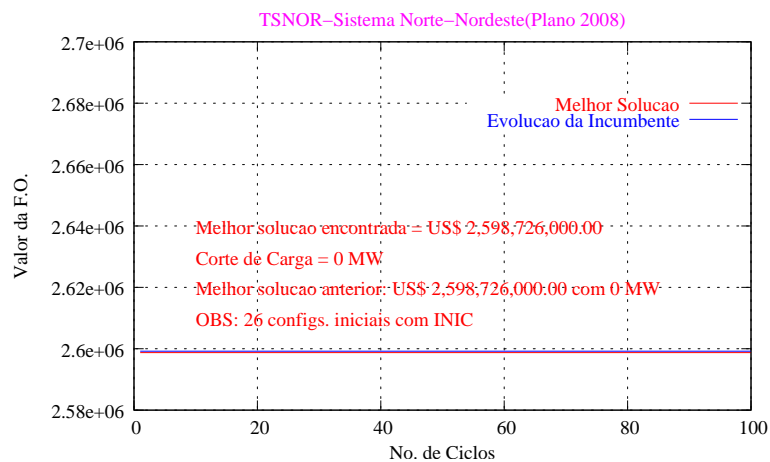 TSNOR−Sistema Norte−Nordeste(Plano 2008)
2.7e+06
2.68e+06
2.66e+06
2.64e+06
2.62e+06
2.6e+06
2.58e+06
Valor da F.O.
Melhor Solucao
Evolucao da Incumbente
Melhor solucao encontrada = US$ 2,598,726,000.00
Corte de Carga = 0 MW
Melhor solucao anterior: US$ 2,598,726,000.00 com 0 MW
OBS: 26 configs. iniciais com INIC
0 20 40 60 80 100
No. de Ciclos